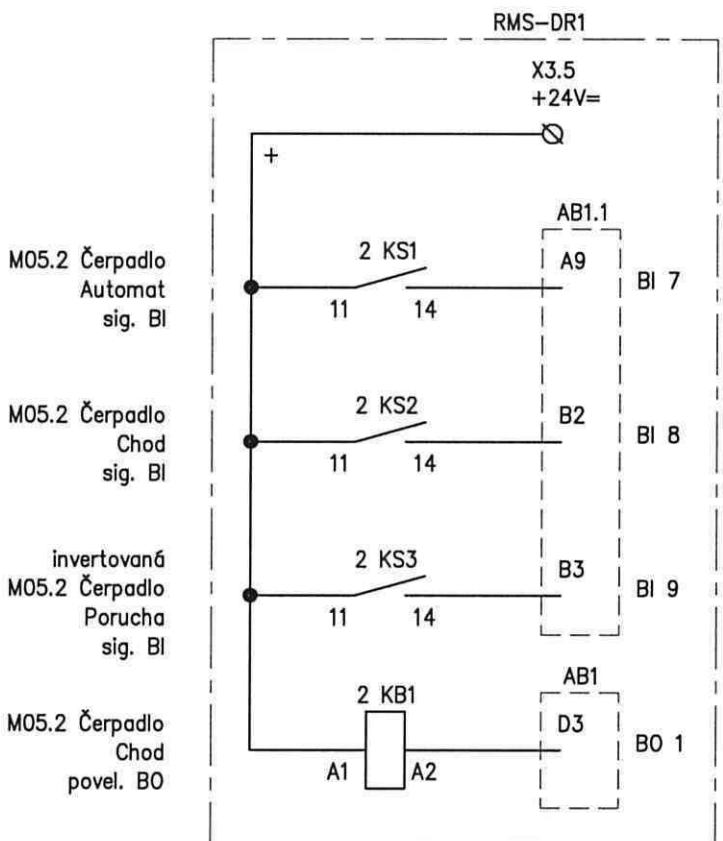 RMS-DR1
X3.5
+24V=
+
AB1.1
M05.2 Čerpadlo
Automat
sig. BI
2 KS1
11
14
A9
BI 7
M05.2 Čerpadlo
Chod
sig. BI
2 KS2
11
14
B2
BI 8
invertovaná
M05.2 Čerpadlo
Porucha
sig. BI
2 KS3
11
14
B3
BI 9
AB1
M05.2 Čerpadlo
Chod
povel. BO
2 KB1
A1
A2
D3
BO 1